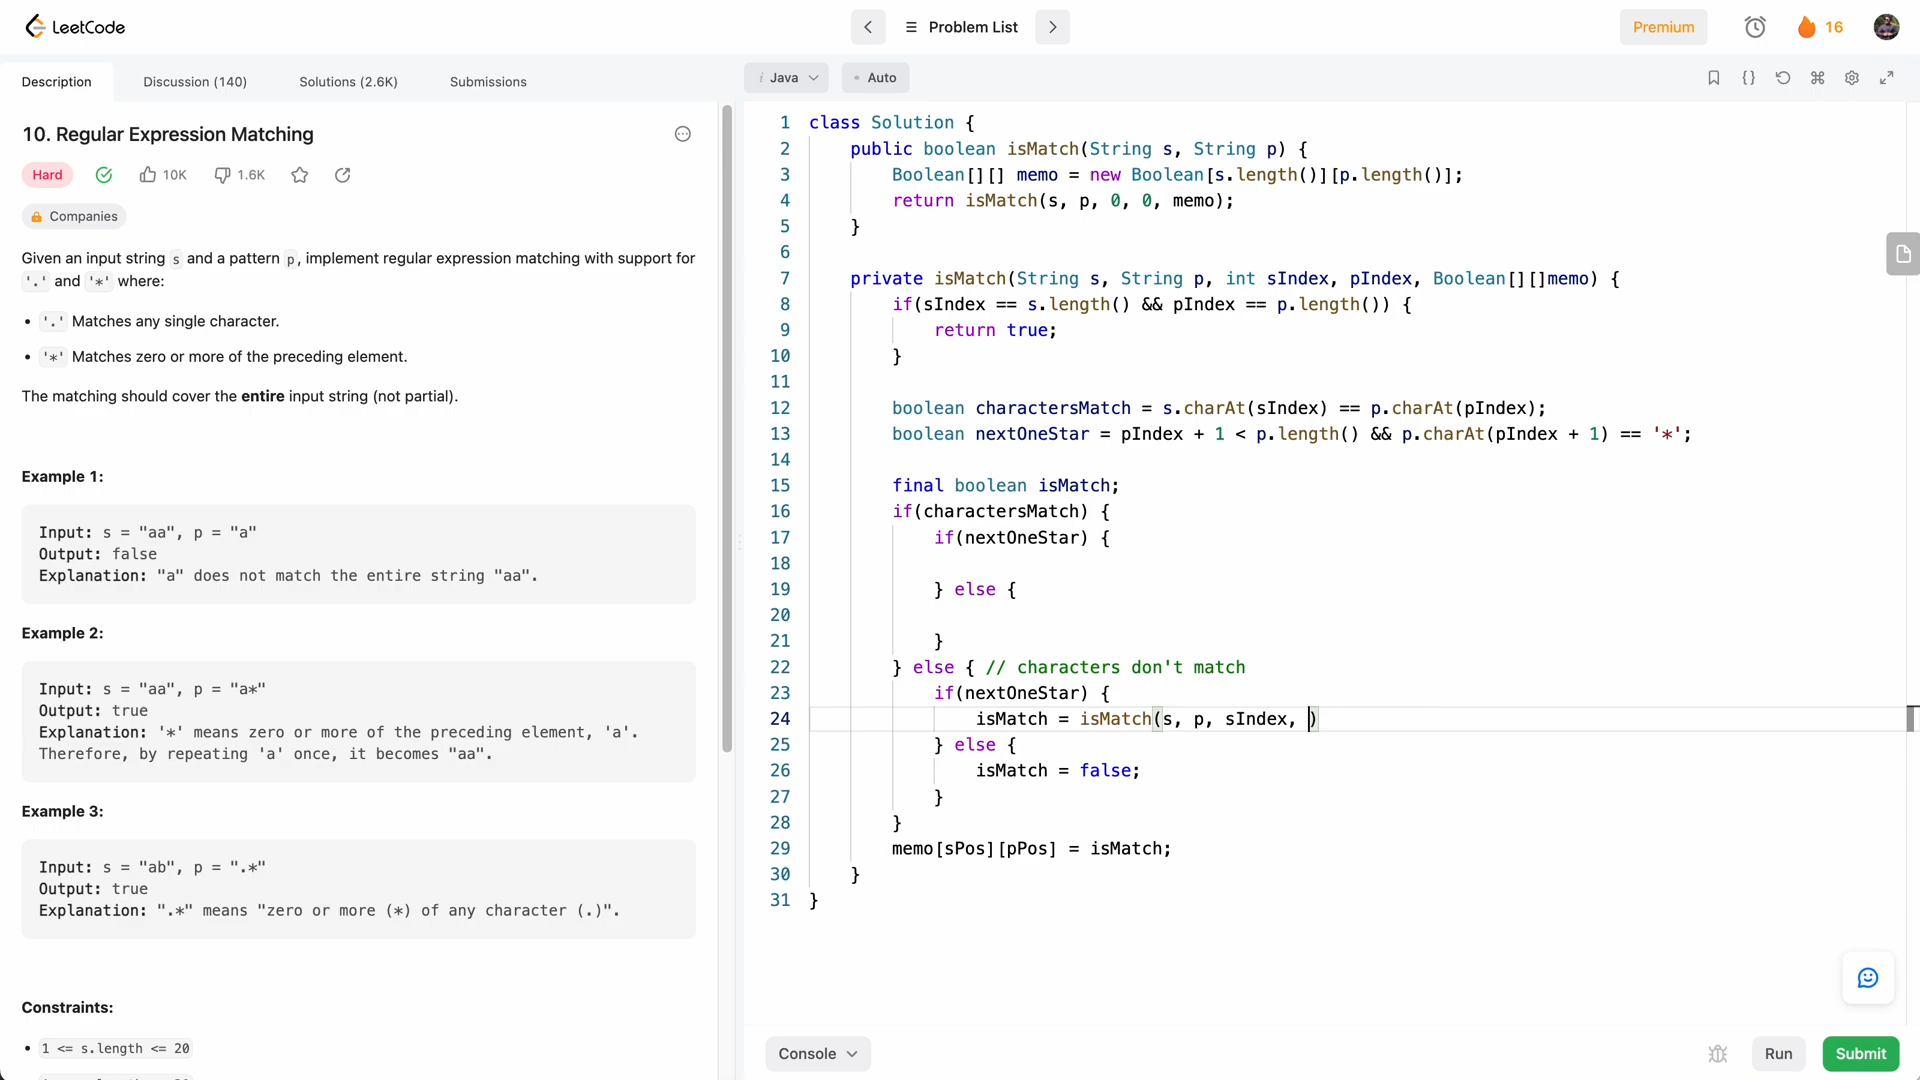 LeetCode
Problem List
Premium
16
Description
Discussion (140)
Solutions (2.6K)
Submissions
10. Regular Expression Matching
Hard
10K
1.6K
Companies
Given an input string s and a pattern p, implement regular expression matching with support for
'.' and '*' where:
• '.' Matches any single character.
• '*' Matches zero or more of the preceding element.
The matching should cover the entire input string (not partial).
Example 1:
Input: s = "aa", p = "a"
Output: false
Explanation: "a" does not match the entire string "aa".
Example 2:
Input: s = "aa", p = "a*"
Output: true
Explanation: '*' means zero or more of the preceding element, 'a'.
Therefore, by repeating 'a' once, it becomes "aa".
Example 3:
Input: s = "ab", p = ".*"
Output: true
Explanation: ".*" means "zero or more (*) of any character (.)".
Constraints:
• 1 <= s.length <= 20
i Java
• Auto
1 class Solution {
2 public boolean isMatch(String s, String p) {
3 Boolean[][] memo = new Boolean[s.length()][p.length()];
4 return isMatch(s, p, 0, 0, memo);
5 }
6
7 private isMatch(String s, String p, int sIndex, pIndex, Boolean[][]memo) {
8 if(sIndex == s.length() && pIndex == p.length()) {
9 return true;
10 }
11
12 boolean charactersMatch = s.charAt(sIndex) == p.charAt(pIndex);
13 boolean nextOneStar = pIndex + 1 < p.length() && p.charAt(pIndex + 1) == '*';
14
15 final boolean isMatch;
16 if(charactersMatch) {
17 if(nextOneStar) {
18
19 } else {
20
21 }
22 } else { // characters don't match
23 if(nextOneStar) {
24 isMatch = isMatch(s, p, sIndex, )
25 } else {
26 isMatch = false;
27 }
28 }
29 memo[sPos][pPos] = isMatch;
30 }
31 }
Console
Run
Submit